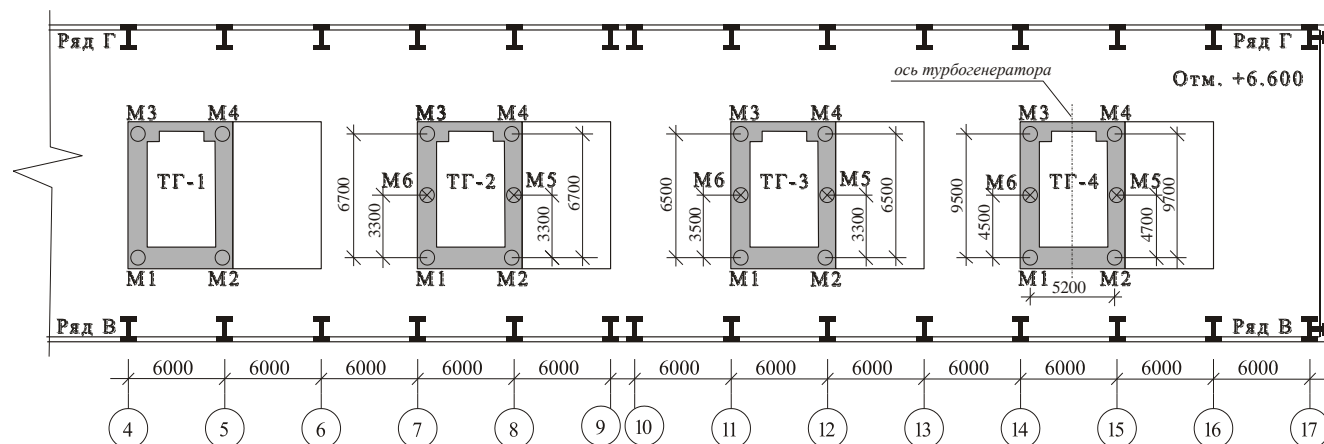 Ряд Г
Ряд Г
ось турбогенератора
Отм. +6.600
М3 М4
М3 М4
М3 М4
М3 М4
ТГ-1
М6 ТГ-2 М5
М6 ТГ-3 М5
М6 ТГ-4 М5
6700
3300
3300
6700
6500
3500
3300
6500
9500
4500
4700
9700
М1 М2
М1 М2
М1 М2
М1 М2
5200
Ряд В
Ряд В
6000 6000 6000 6000 6000 6000 6000 6000 6000 6000 6000 6000
4 5 6 7 8 9 10 11 12 13 14 15 16 17